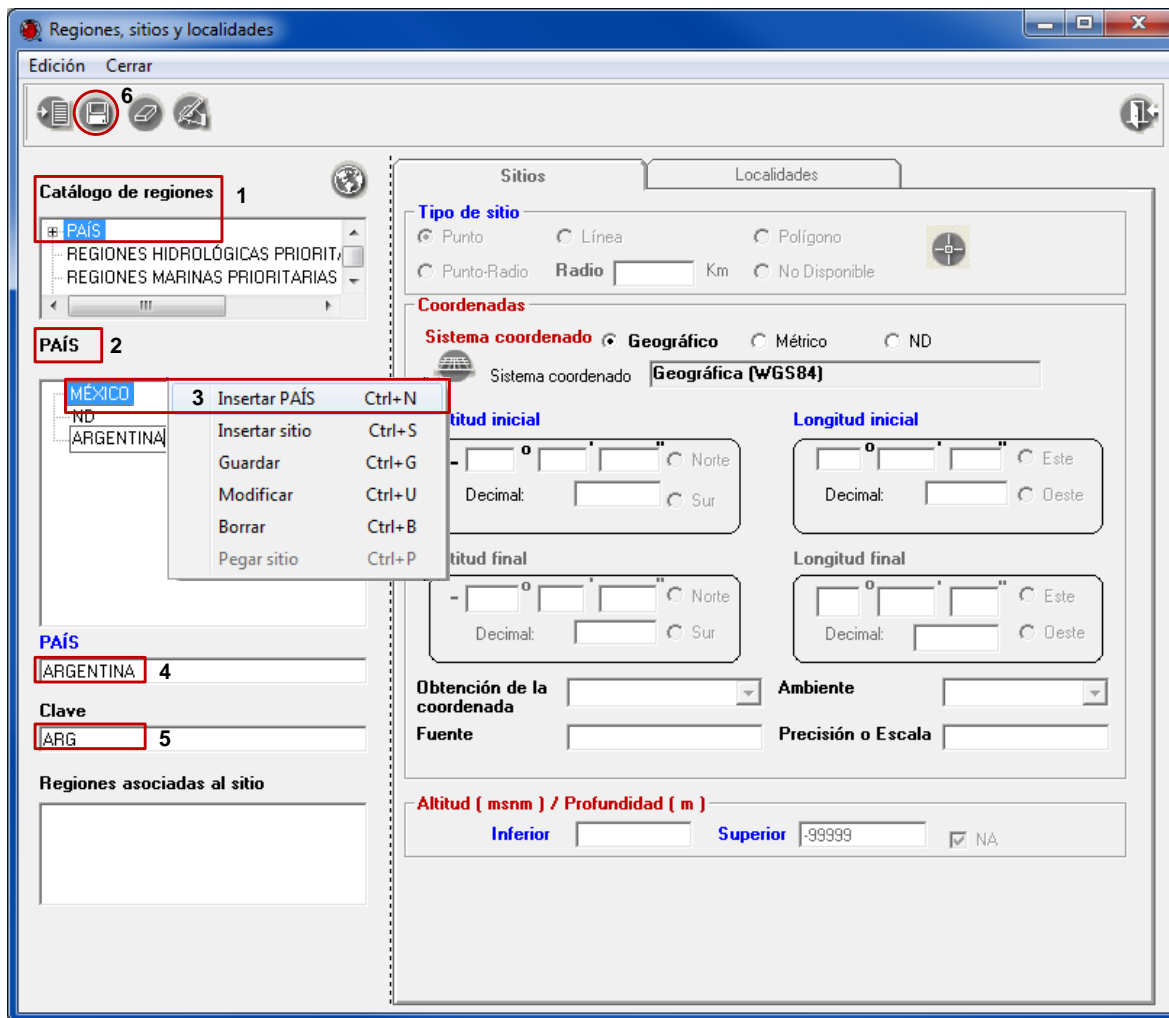 Regiones, sitios y localidades
Edición Cerrar
6
Catálogo de regiones 1
PAÍS
REGIONES HIDROLÓGICAS PRIORIT
REGIONES MARINAS PRIORITARIAS
PAÍS 2
MÉXICO
ND
ARGENTINA
3 Insertar PAÍS Ctrl+N
Insertar sitio Ctrl+S
Guardar Ctrl+G
Modificar Ctrl+U
Borrar Ctrl+B
Pegar sitio Ctrl+P
PAÍS
ARGENTINA 4
Clave
ARG 5
Regiones asociadas al sitio
Sitios Localidades
Tipo de sitio
Punto Línea Polígono
Punto-Radio Radio Km No Disponible
Coordenadas
Sistema coordenado Geográfico Métrico ND
Sistema coordenado Geográfica (WGS84)
titud inicial Longitud inicial
- o ' " Norte o ' " Este
Decimal: Sur Decimal: Oeste
titud final Longitud final
- o ' " Norte o ' " Este
Decimal: Sur Decimal: Oeste
Obtención de la coordenada Ambiente
Fuente Precisión o Escala
Altitud ( msnm ) / Profundidad ( m )
Inferior Superior -99999 NA